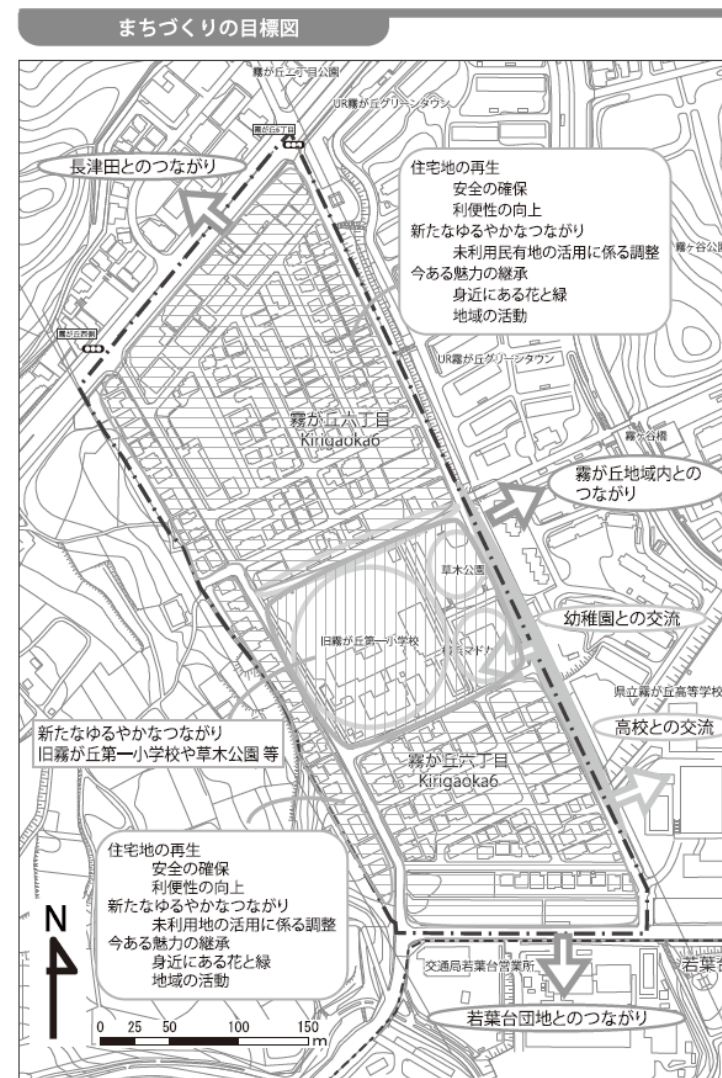 まちづくりの目標図
霧が丘二丁目公園
UR霧が丘グリーンタウン
霧が丘6丁目
長津田とのつながり
住宅地の再生
安全の確保
利便性の向上
新たなゆるやかなつながり
未利用民有地の活用に係る調整
今ある魅力の継承
身近にある花と緑
地域の活動
霧ヶ谷公園
霧が丘西側
UR霧が丘グリーンタウン
霧が丘六丁目
Kirigaoka6
霧ヶ谷橋
霧が丘地域内との
つながり
草木公園
幼稚園との交流
旧霧が丘第一小学校
横浜マドカ
県立霧が丘高等学校
高校との交流
新たなゆるやかなつながり
旧霧が丘第一小学校や草木公園 等
霧が丘六丁目
Kirigaoka6
住宅地の再生
安全の確保
利便性の向上
新たなゆるやかなつながり
未利用地の活用に係る調整
今ある魅力の継承
身近にある花と緑
地域の活動
N
交通局若葉台営業所
若葉台
若葉台団地とのつながり
0 25 50 100 150
m